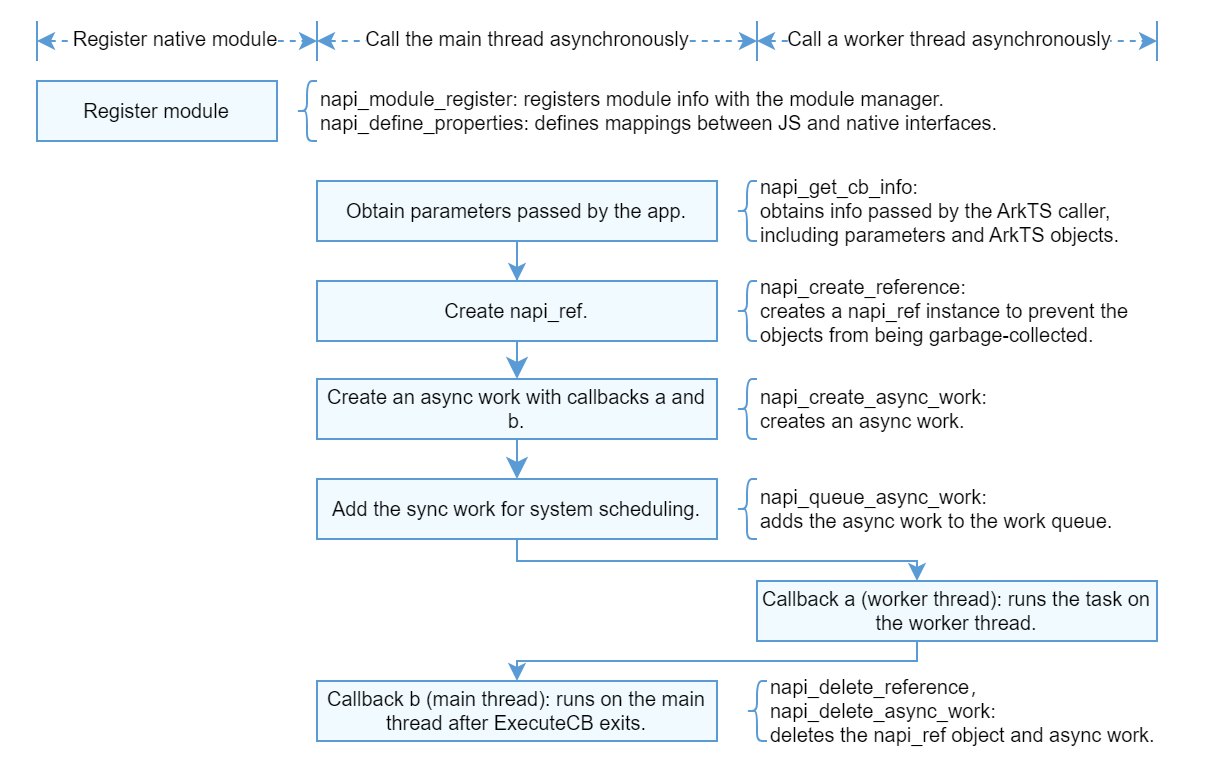 Register native module
Call the main thread asynchronously
Call a worker thread asynchronously
Register module
napi_module_register: registers module info with the module manager.
napi_define_properties: defines mappings between JS and native interfaces.
Obtain parameters passed by the app.
napi_get_cb_info:
obtains info passed by the ArkTS caller,
including parameters and ArkTS objects.
Create napi_ref.
napi_create_reference:
creates a napi_ref instance to prevent the
objects from being garbage-collected.
Create an async work with callbacks a and
b.
napi_create_async_work:
creates an async work.
Add the sync work for system scheduling.
napi_queue_async_work:
adds the async work to the work queue.
Callback a (worker thread): runs the task on
the worker thread.
Callback b (main thread): runs on the main
thread after ExecuteCB exits.
napi_delete_reference，
napi_delete_async_work:
deletes the napi_ref object and async work.